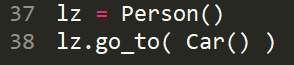 37 lz = Person()
38 lz.go_to( Car() )